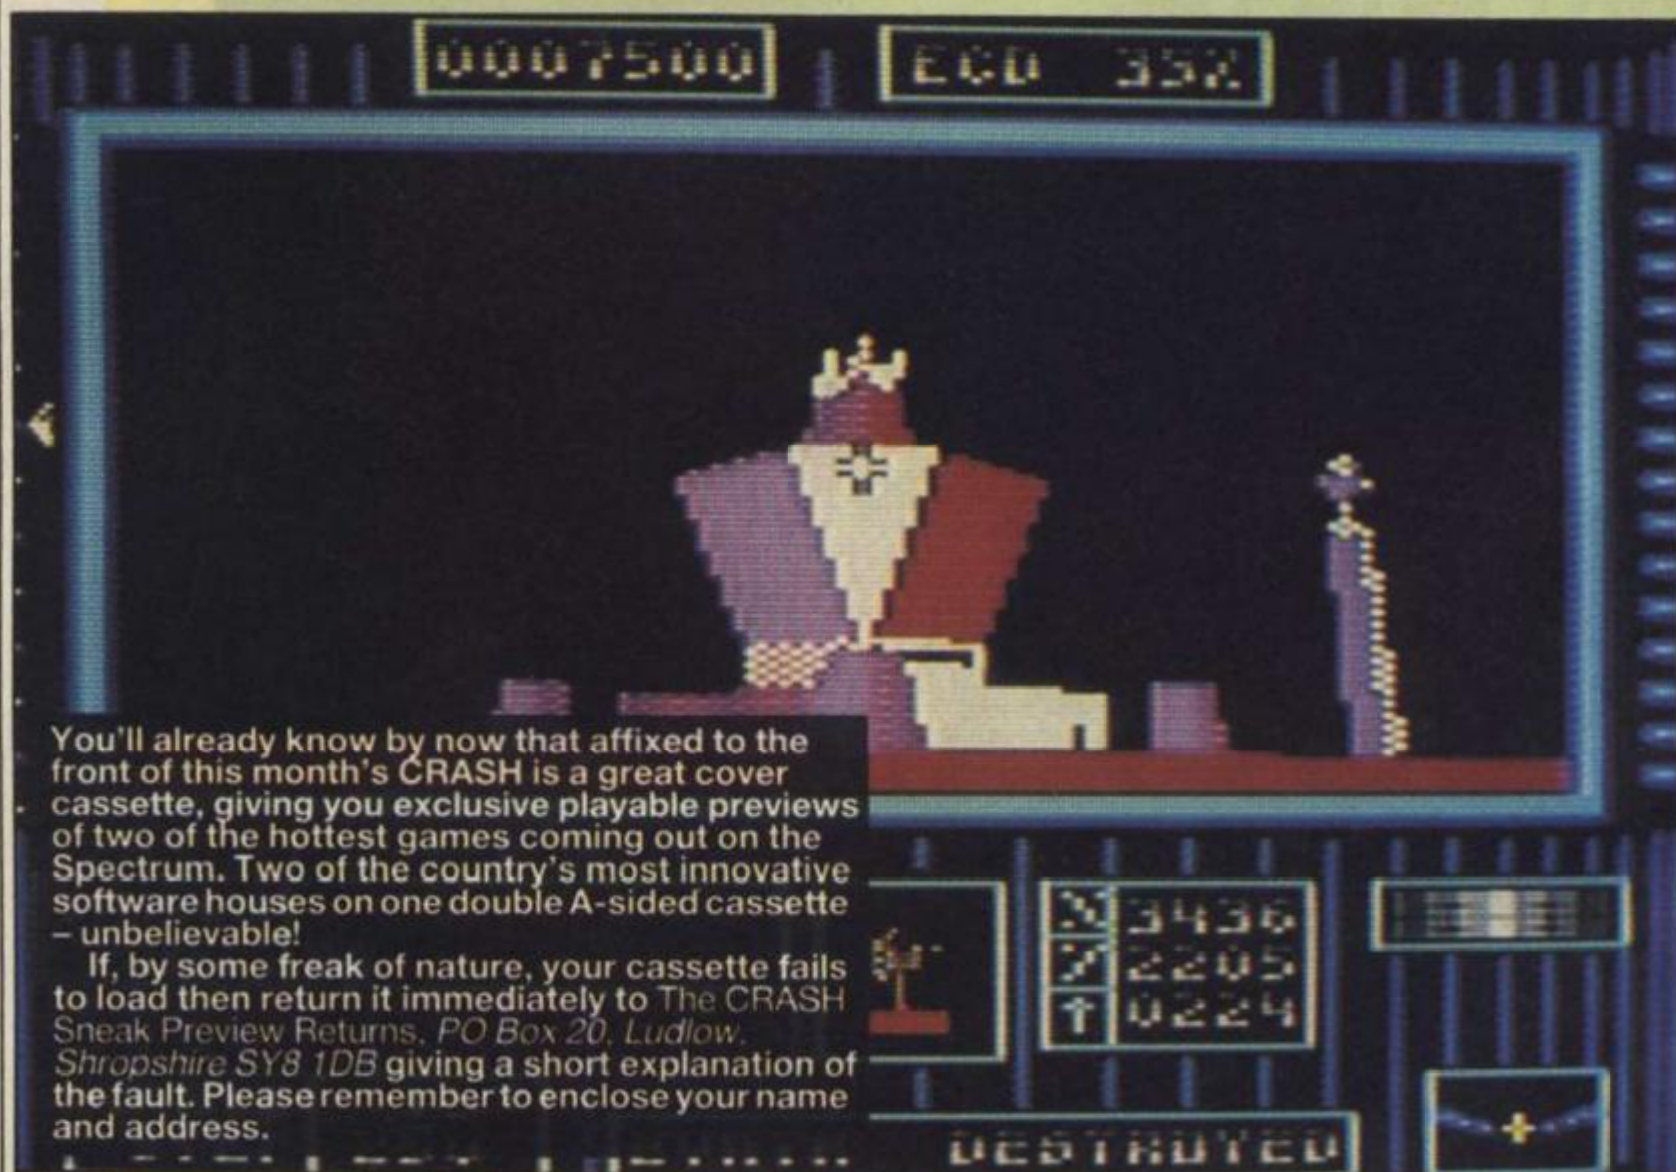 0007500
ECD 35%
You'll already know by now that affixed to the
front of this month's CRASH is a great cover
cassette, giving you exclusive playable previews
of two of the hottest games coming out on the
Spectrum. Two of the country's most innovative
software houses on one double A-sided cassette
– unbelievable!
If, by some freak of nature, your cassette fails
to load then return it immediately to The CRASH
Sneak Preview Returns, PO Box 20, Ludlow,
Shropshire SY8 1DB giving a short explanation of
the fault. Please remember to enclose your name
and address.
X 3436
Y 2205
↑ 0224
DESTROYED